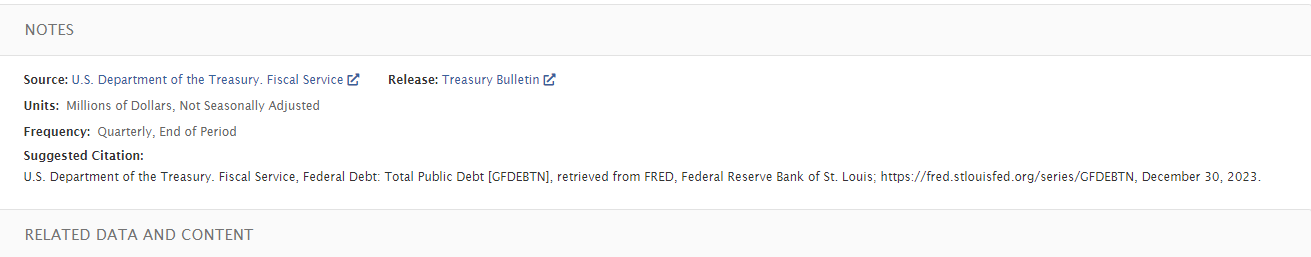 NOTES
Source: U.S. Department of the Treasury. Fiscal Service Release: Treasury Bulletin
Units: Millions of Dollars, Not Seasonally Adjusted
Frequency: Quarterly, End of Period
Suggested Citation:
U.S. Department of the Treasury. Fiscal Service, Federal Debt: Total Public Debt [GFDEBTN], retrieved from FRED, Federal Reserve Bank of St. Louis; https://fred.stlouisfed.org/series/GFDEBTN, December 30, 2023.
RELATED DATA AND CONTENT